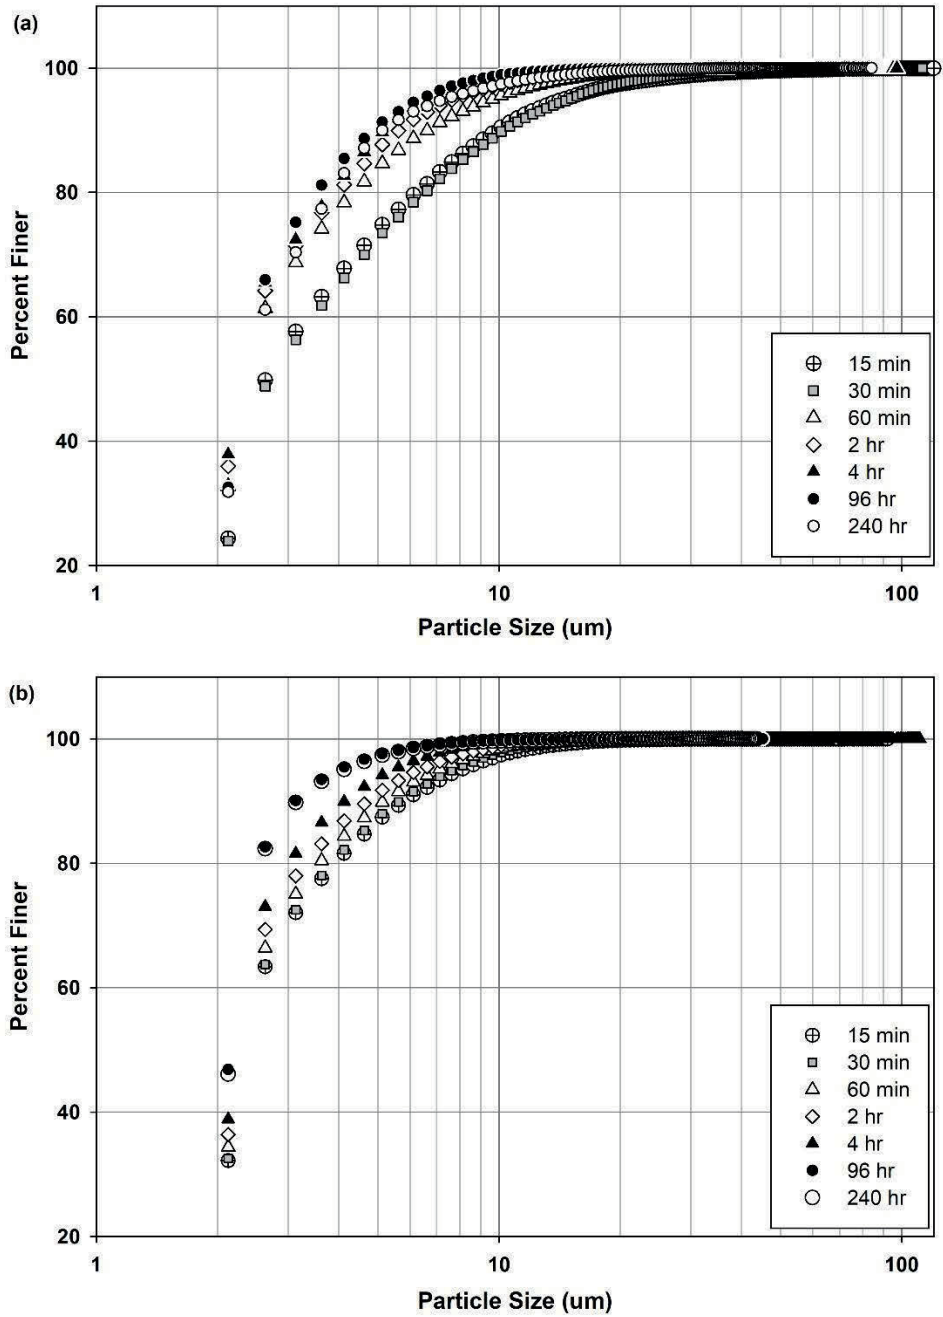 (a)
100
80
60
40
20
Percent Finer
15 min
30 min
60 min
2 hr
4 hr
96 hr
240 hr
1
10
100
Particle Size (um)
(b)
100
80
60
40
20
Percent Finer
15 min
30 min
60 min
2 hr
4 hr
96 hr
240 hr
1
10
100
Particle Size (um)